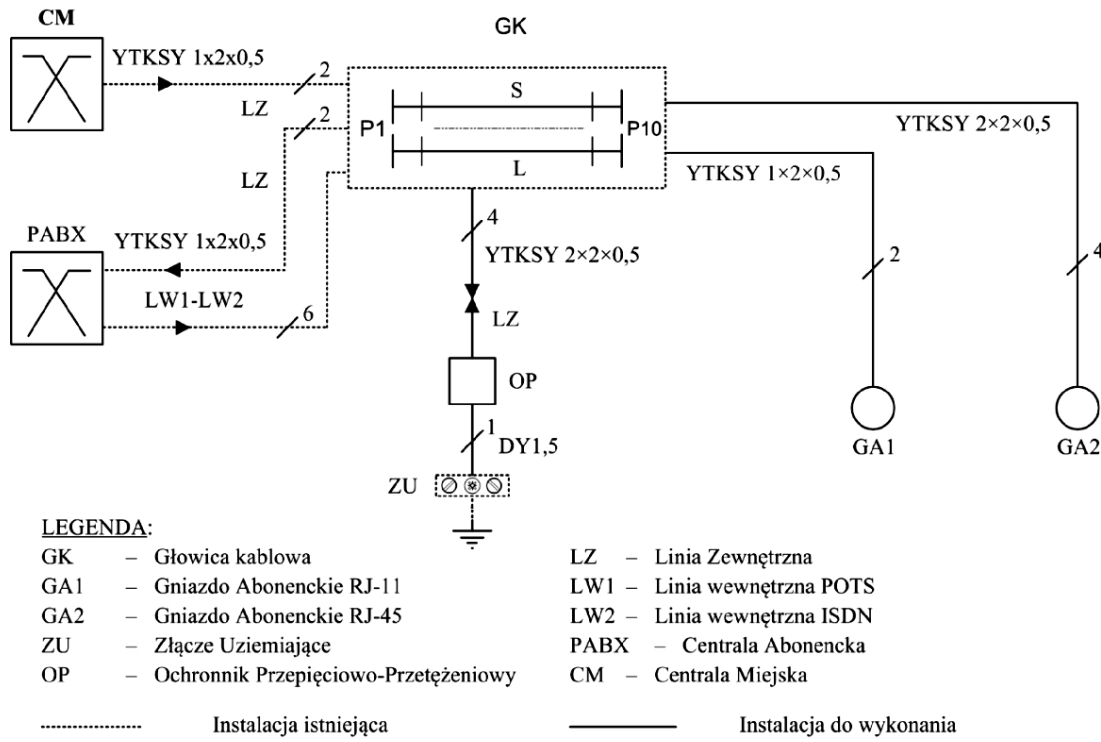 CM
GK
YTKSY 1x2x0,5
2
LZ
2
S
P1
P10
L
YTKSY 2×2×0,5
YTKSY 1×2×0,5
LZ
PABX
YTKSY 1x2x0,5
4
YTKSY 2×2×0,5
2
4
LW1-LW2
6
LZ
OP
1
DY1,5
GA1
GA2
ZU
LEGENDA:
GK – Głowica kablowa
GA1 – Gniazdo Abonenckie RJ-11
GA2 – Gniazdo Abonenckie RJ-45
ZU – Złącze Uziemiające
OP – Ochronnik Przepięciowo-Przetężeniowy
LZ – Linia Zewnętrzna
LW1 – Linia wewnętrzna POTS
LW2 – Linia wewnętrzna ISDN
PABX – Centrala Abonencka
CM – Centrala Miejska
Instalacja istniejąca
Instalacja do wykonania